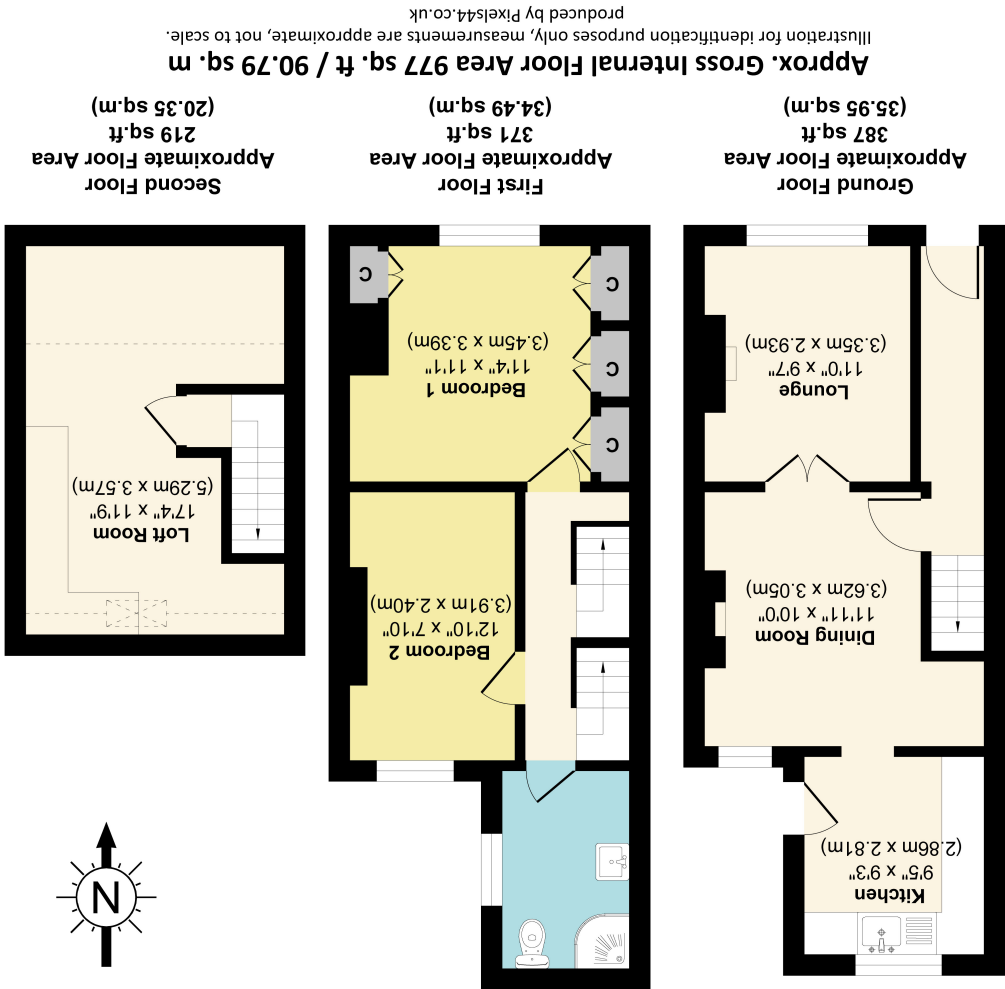 Kitchen
9'5" x 9'3"
(2.86m x 2.81m)
Dining Room
11'11" x 10'0"
(3.62m x 3.05m)
Lounge
11'0" x 9'7"
(3.35m x 2.93m)
Ground Floor
Approximate Floor Area
387 sq.ft
(35.95 sq.m)
Bedroom 2
12'10" x 7'10"
(3.91m x 2.40m)
Bedroom 1
11'4" x 11'1"
(3.45m x 3.39m)
C
C
C
C
First Floor
Approximate Floor Area
371 sq.ft
(34.49 sq.m)
N
Loft Room
17'4" x 11'9"
(5.29m x 3.57m)
Second Floor
Approximate Floor Area
219 sq.ft
(20.35 sq.m)
Approx. Gross Internal Floor Area 977 sq. ft / 90.79 sq. m
Illustration for identification purposes only, measurements are approximate, not to scale.
produced by Pixels44.co.uk